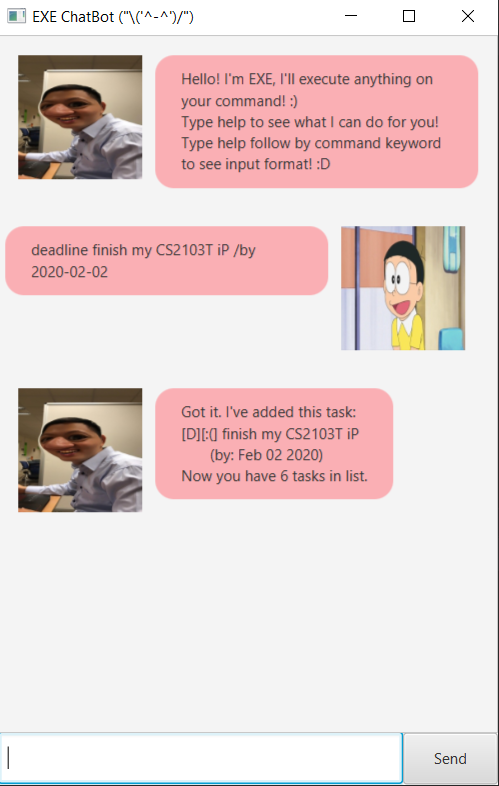 EXE ChatBot ("\('^-^')/")
Hello! I'm EXE, I'll execute anything on
your command! :)
Type help to see what I can do for you!
Type help follow by command keyword
to see input format! :D
deadline finish my CS2103T iP /by
2020-02-02
Got it. I've added this task:
[D][:(] finish my CS2103T iP
(by: Feb 02 2020)
Now you have 6 tasks in list.
Send